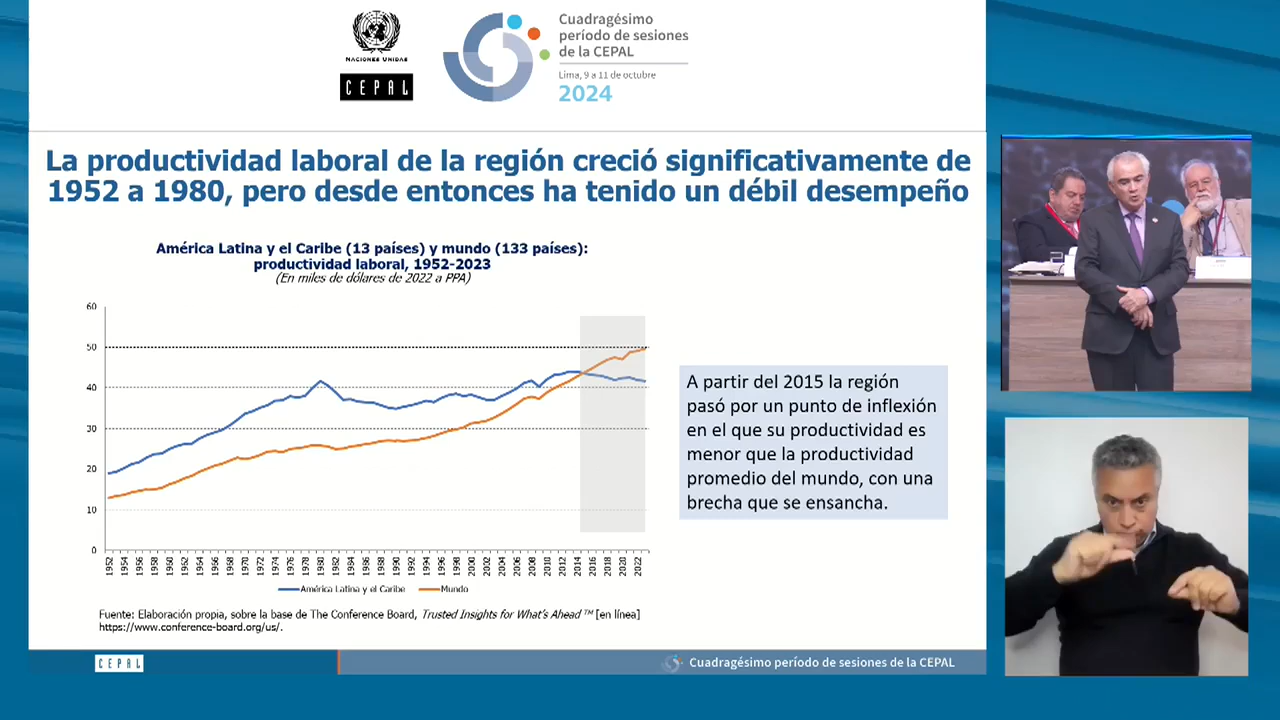 NACIONES UNIDAS
CEPAL
Cuadragésimo
período de sesiones
de la CEPAL
Lima, 9 a 11 de octubre
2024
La productividad laboral de la región creció significativamente de
1952 a 1980, pero desde entonces ha tenido un débil desempeño
América Latina y el Caribe (13 países) y mundo (133 países):
productividad laboral, 1952-2023
(En miles de dólares de 2022 a PPA)
60
50
40
30
20
10
0
1952 1954 1956 1958 1960 1962 1964 1966 1968 1970 1972 1974 1976 1978 1980 1982 1984 1986 1988 1990 1992 1994 1996 1998 2000 2002 2004 2006 2008 2010 2012 2014 2016 2018 2020 2022
América Latina y el Caribe Mundo
A partir del 2015 la región
pasó por un punto de inflexión
en el que su productividad es
menor que la productividad
promedio del mundo, con una
brecha que se ensancha.
Fuente: Elaboración propia, sobre la base de The Conference Board, Trusted Insights for What's Ahead ™ [en línea]
https://www.conference-board.org/us/.
CEPAL
Cuadragésimo período de sesiones de la CEPAL